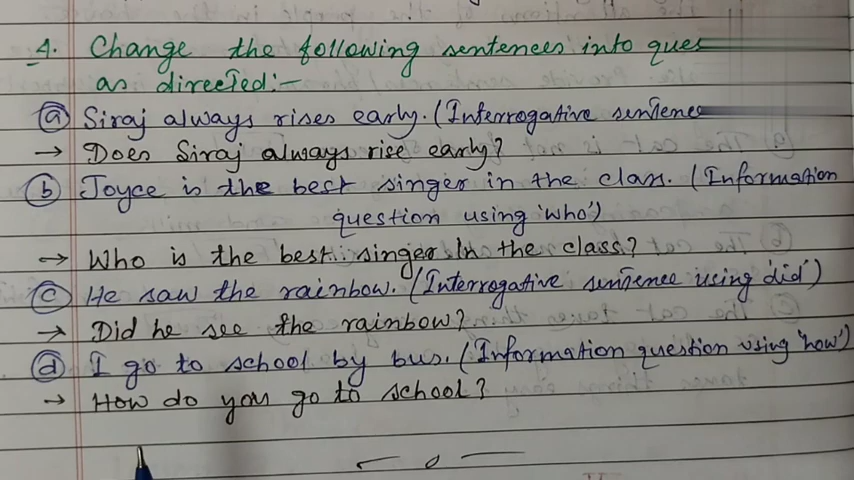 4. Change the following sentences into ques
as directed:-
(a) Siraj always rises early. (Interrogative sentence
→ Does Siraj always rise early?
(b) Joyce is the best singer in the class. (Information
question using 'who')
→ Who is the best singer in the class?
(c) He saw the rainbow. (Interrogative sentence using did)
→ Did he see the rainbow?
(d) I go to school by bus. (Information question using 'how')
→ How do you go to school?